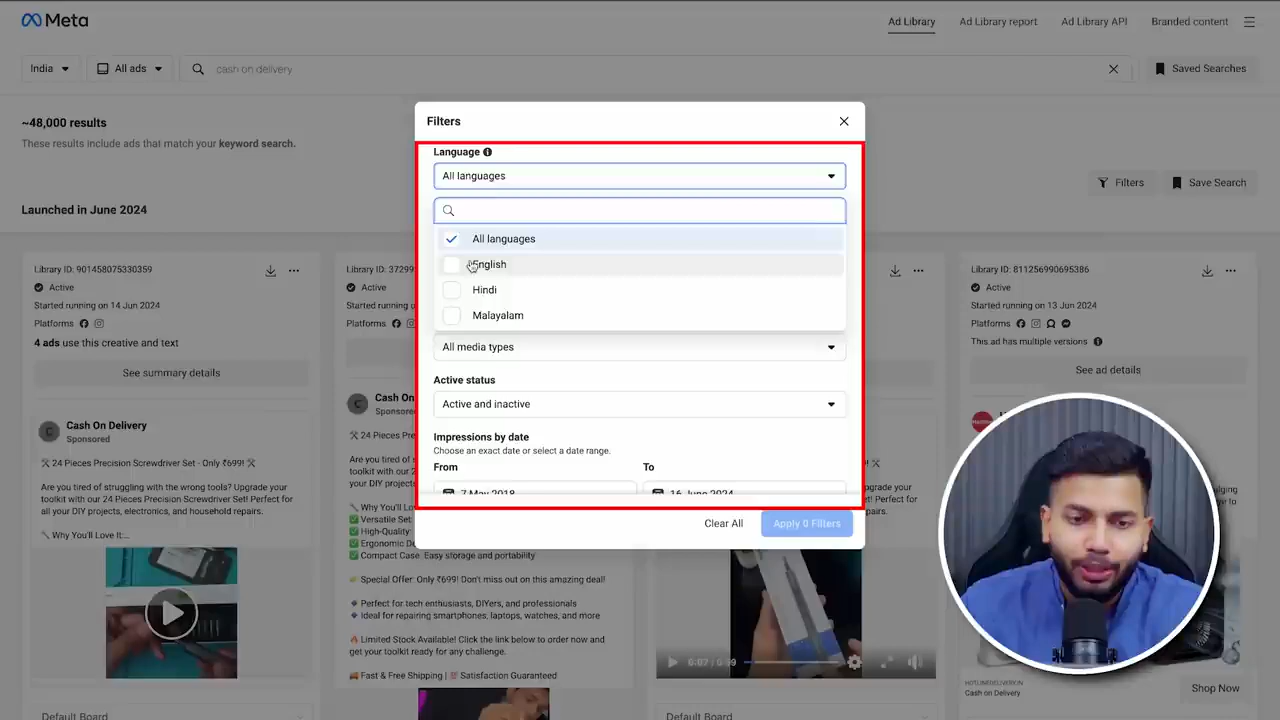 Meta
Ad Library
Ad Library report
Ad Library API
Branded content
India
All ads
cash on delivery
Saved Searches
~48,000 results
These results include ads that match your keyword search.
Filters
Save Search
Launched in June 2024
Filters
Language
All languages
All languages
English
Hindi
Malayalam
All media types
Active status
Active and inactive
Impressions by date
Choose an exact date or select a date range.
From
To
7 May 2018
16 June 2024
Clear All
Apply 0 Filters
Library ID: 901458075330359
Active
Started running on 14 Jun 2024
Platforms
4 ads use this creative and text
See summary details
Cash On Delivery
Sponsored
🛠 24 Pieces Precision Screwdriver Set - Only ₹699! 🛠
Are you tired of struggling with the wrong tools? Upgrade your
toolkit with our 24 Pieces Precision Screwdriver Set! Perfect for
all your DIY projects, electronics, and household repairs.
🔧 Why You'll Love It:..
Default Board
Library ID: 37299
Active
Started running on
Platforms
Cash On
Sponsored
🛠 24 Pieces Pre
Are you tired of
toolkit with our 2
your DIY projects
🔧 Why You'll Lov
✅ Versatile Set:
✅ High-Quality:
✅ Ergonomic De
✅ Compact Case: Easy storage and portability
Special Offer: Only ₹699! Don't miss out on this amazing deal!
🔹 Perfect for tech enthusiasts, DIYers, and professionals
🔹 Ideal for repairing smartphones, laptops, watches, and more
🔥 Limited Stock Available! Click the link below to order now and
get your toolkit ready for any challenge.
🚚 Fast & Free Shipping | 💯 Satisfaction Guaranteed
Default Board
Library ID: 811256990695386
Active
Started running on 13 Jun 2024
Platforms
This ad has multiple versions
See ad details
Cash on Delivery
Shop Now